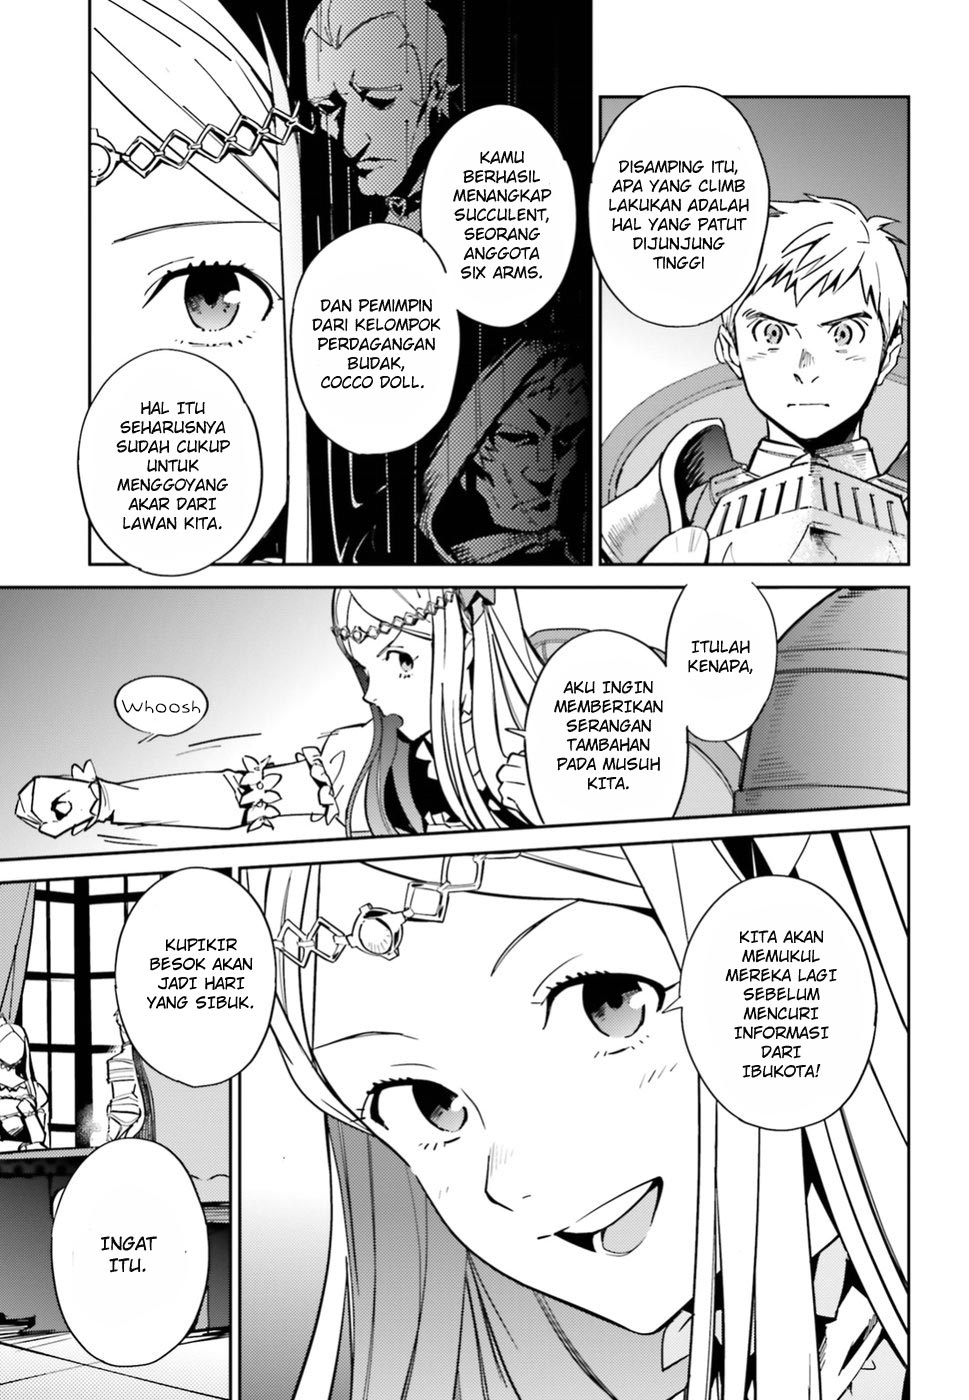 DISAMPING ITU,
APA YANG CLIMB
LAKUKAN ADALAH
HAL YANG PATUT
DIJUNJUNG
TINGGI
KAMU
BERHASIL
MENANGKAP
SUCCULENT,
SEORANG
ANGGOTA
SIX ARMS.
DAN PEMIMPIN
DARI KELOMPOK
PERDAGANGAN
BUDAK,
COCCO DOLL.
HAL ITU
SEHARUSNYA
SUDAH CUKUP
UNTUK
MENGGOYANG
AKAR DARI
LAWAN KITA.
ITULAH
KENAPA,
AKU INGIN
MEMBERIKAN
SERANGAN
TAMBAHAN
PADA MUSUH
KITA.
Whoosh
KITA AKAN
MEMUKUL
MEREKA LAGI
SEBELUM
MENCURI
INFORMASI
DARI
IBUKOTA!
KUPIKIR
BESOK AKAN
JADI HARI
YANG SIBUK.
INGAT
ITU.